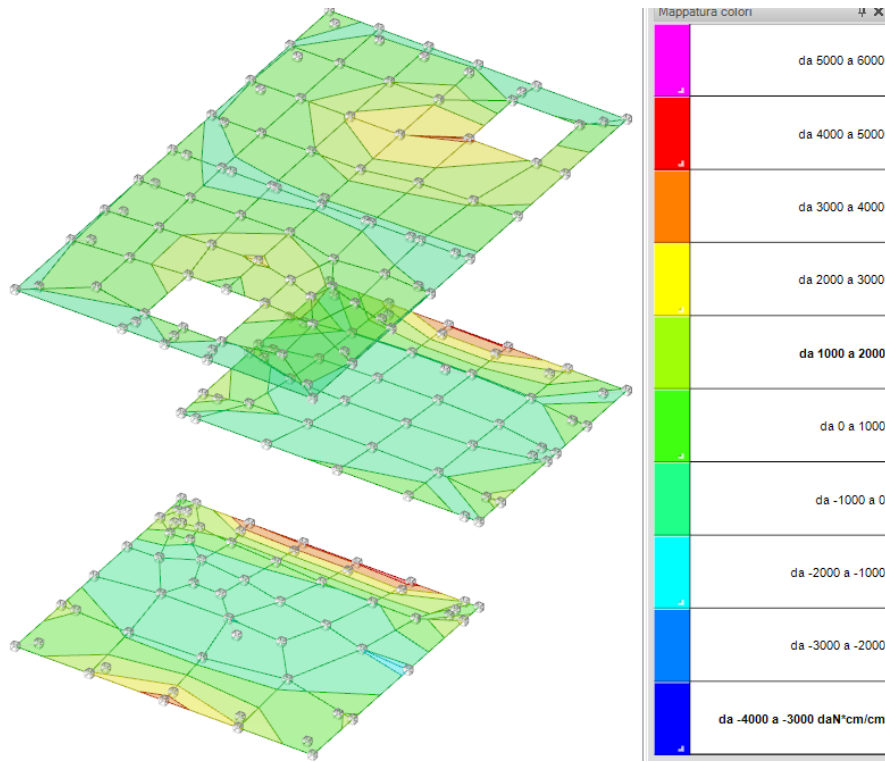 Mappatura colori
da 5000 a 6000
da 4000 a 5000
da 3000 a 4000
da 2000 a 3000
da 1000 a 2000
da 0 a 1000
da -1000 a 0
da -2000 a -1000
da -3000 a -2000
da -4000 a -3000 daN*cm/cm